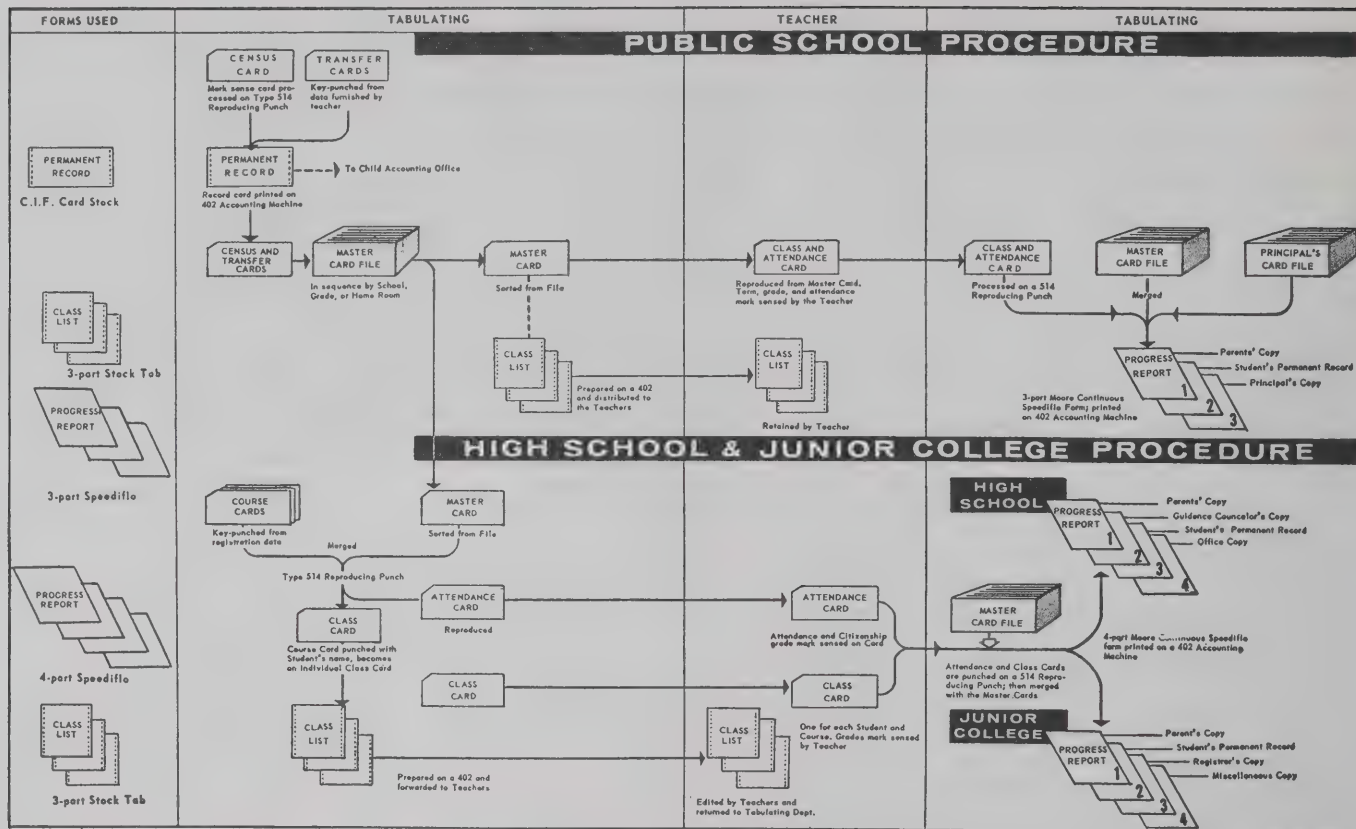 FORMS USED
TABULATING
TEACHER
TABULATING
PUBLIC SCHOOL PROCEDURE
CENSUS
CARD
Mark sense card pro-
cessed on Type 514
Reproducing Punch
TRANSFER
CARDS
Key-punched from
data furnished by
teacher
PERMANENT
RECORD
C.I.F. Card Stock
PERMANENT
RECORD
To Child Accounting Office
Record card printed on
402 Accounting Machine
CENSUS AND
TRANSFER
CARDS
MASTER
CARD FILE
In sequence by School,
Grade, or Home Room
MASTER
CARD
Sorted from File
CLASS AND
ATTENDANCE
CARD
Reproduced from Master Card.
Term, grade, and attendance
mark sensed by the Teacher
CLASS AND
ATTENDANCE
CARD
Processed on a 514
Reproducing Punch
MASTER
CARD FILE
Merged
PRINCIPAL'S
CARD FILE
CLASS
LIST
3-part Stock Tab
CLASS
LIST
Prepared on a 402
and distributed to
the Teachers
CLASS
LIST
Retained by Teacher
PROGRESS
REPORT
1
2
3
Parents' Copy
Student's Permanent Record
Principal's Copy
3-part Moore Continuous
Speediflo Form; printed
on 402 Accounting Machine
PROGRESS
REPORT
3-part Speediflo
HIGH SCHOOL & JUNIOR COLLEGE PROCEDURE
COURSE
CARDS
Key-punched from
registration data
MASTER
CARD
Sorted from File
Merged
Type 514 Reproducing Punch
HIGH
SCHOOL
PROGRESS
REPORT
1
2
3
4
Parents' Copy
Guidance Councelor's Copy
Student's Permanent Record
Office Copy
PROGRESS
REPORT
4-part Speediflo
CLASS
CARD
Course Card punched with
Student's name, becomes
an Individual Class Card
ATTENDANCE
CARD
Reproduced
ATTENDANCE
CARD
Attendance and Citizenship
grade mark sensed on Card
MASTER
CARD FILE
Attendance and Class Cards
are punched on a 514 Repro-
ducing Punch; then merged
with the Master Cards
4-part Moore Continuous Speediflo
form printed on a 402 Accounting
Machine
CLASS
CARD
CLASS
CARD
One for each Student and
Course. Grades mark sensed
by Teacher
CLASS
LIST
3-part Stock Tab
CLASS
LIST
Prepared on a 402 and
forwarded to Teachers
CLASS
LIST
Edited by Teachers and
returned to Tabulating Dept.
JUNIOR
COLLEGE
PROGRESS
REPORT
1
2
3
4
Parent's Copy
Student's Permanent Record
Registrar's Copy
Miscellaneous Copy